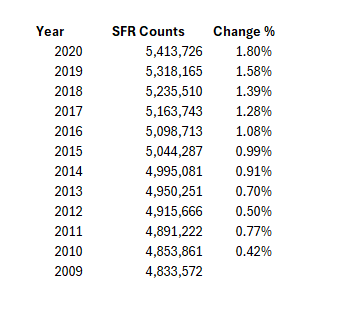 Year SFR Counts Change %
2020 5,413,726 1.80%
2019 5,318,165 1.58%
2018 5,235,510 1.39%
2017 5,163,743 1.28%
2016 5,098,713 1.08%
2015 5,044,287 0.99%
2014 4,995,081 0.91%
2013 4,950,251 0.70%
2012 4,915,666 0.50%
2011 4,891,222 0.77%
2010 4,853,861 0.42%
2009 4,833,572